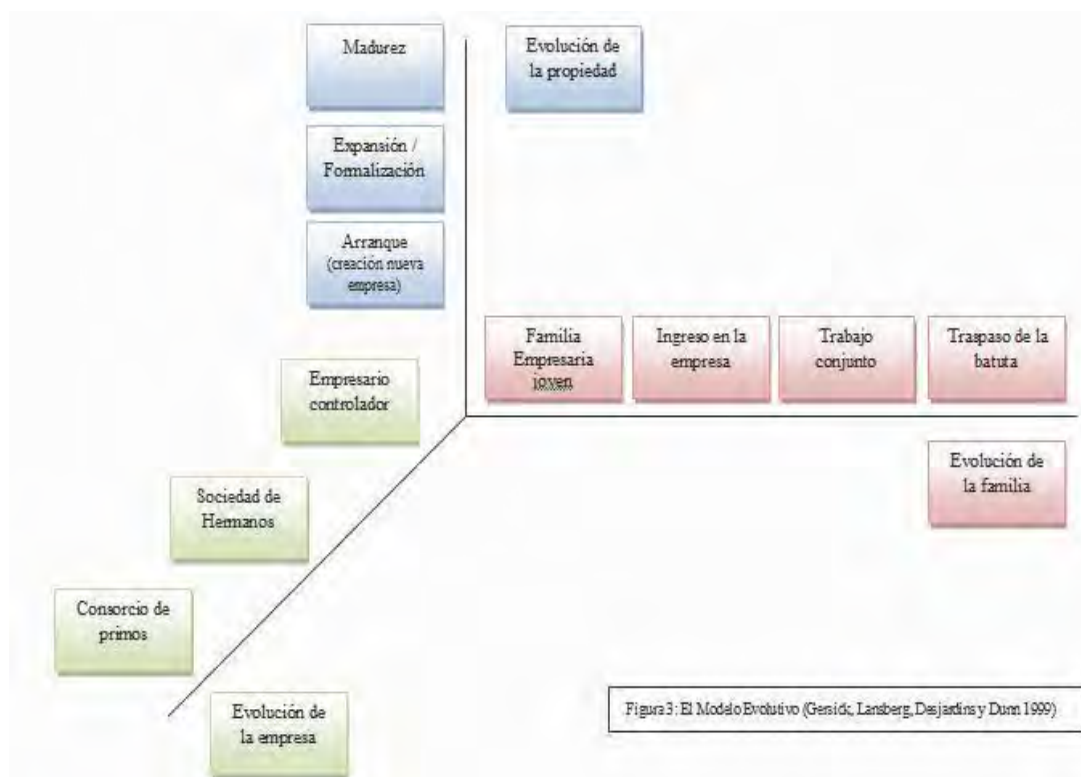 Madurez
Evolución de
la propiedad
Expansión /
Formalización
Arranque
(creación nueva
empresa)
Familia
Empresaria
joven
Ingreso en la
empresa
Trabajo
conjunto
Traspaso de la
batuta
Empresario
controlador
Evolución de
la familia
Sociedad de
Hermanos
Consorcio de
primos
Evolución de
la empresa
Figura 3: El Modelo Evolutivo (Gersick, Lansberg, Desjardins y Dunn 1999)